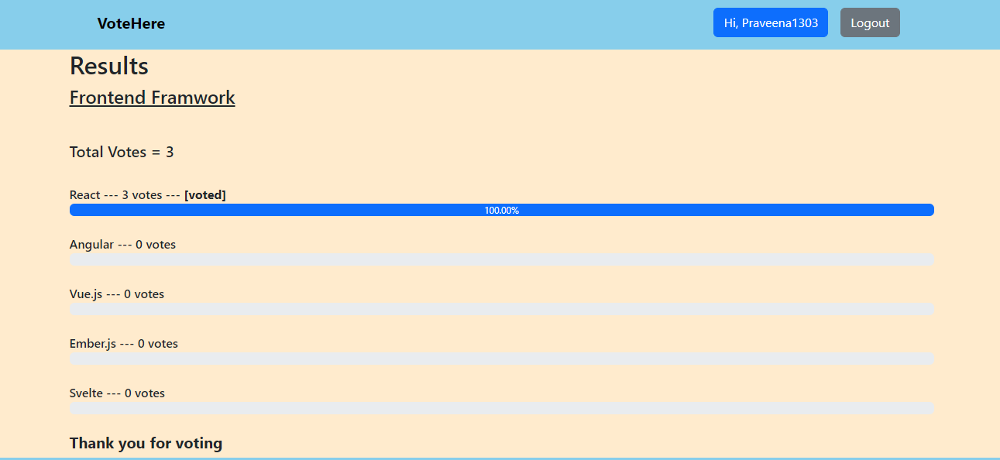 VoteHere
Hi, Praveena1303
Logout
Results
Frontend Framwork
Total Votes = 3
React --- 3 votes --- [voted]
100.00%
Angular --- 0 votes
Vue.js --- 0 votes
Ember.js --- 0 votes
Svelte --- 0 votes
Thank you for voting